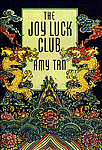 THE
JOY LUCK
CLUB
AMY TAN